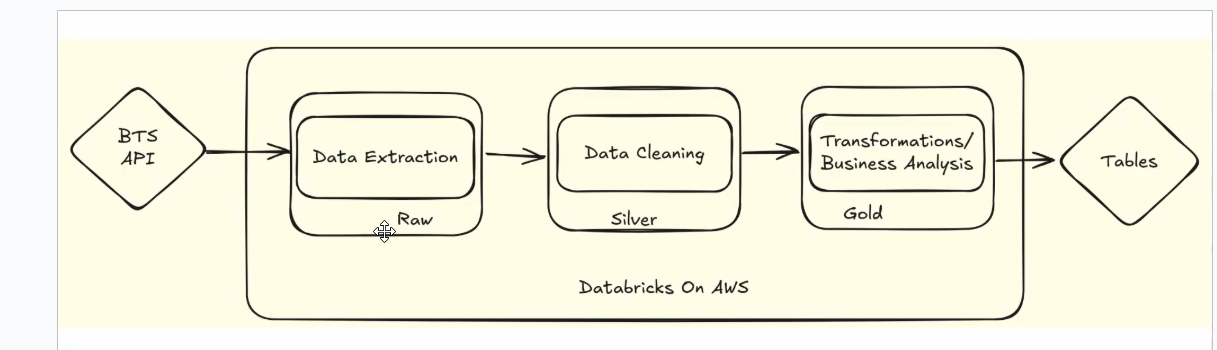 BTS
API
Data Extraction
Raw
Data Cleaning
Silver
Transformations/
Business Analysis
Gold
Tables
Databricks On AWS